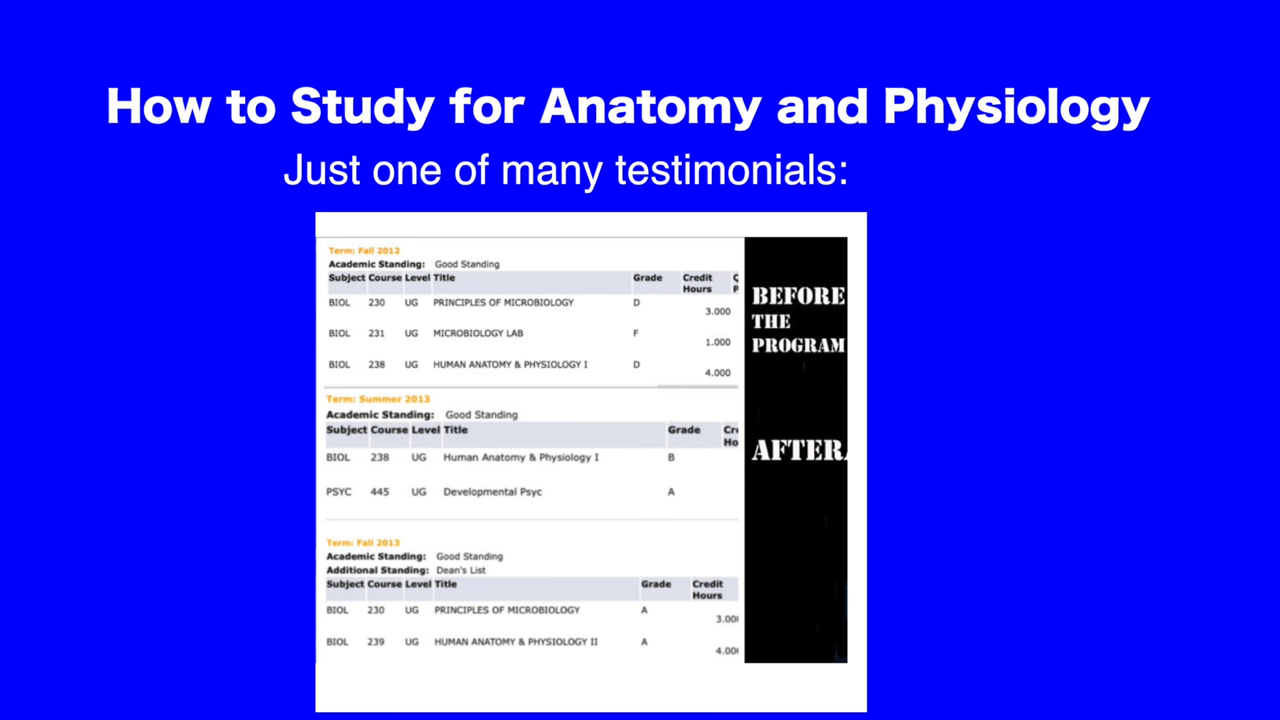 How to Study for Anatomy and Physiology
Just one of many testimonials:
Term: Fall 2012
Academic Standing: Good Standing
Subject Course Level Title Grade Credit Hours
BIOL 230 UG PRINCIPLES OF MICROBIOLOGY D 3.000
BIOL 231 UG MICROBIOLOGY LAB F 1.000
BIOL 238 UG HUMAN ANATOMY & PHYSIOLOGY I D 4.000
BEFORE
THE
PROGRAM
Term: Summer 2013
Academic Standing: Good Standing
Subject Course Level Title Grade
BIOL 238 UG Human Anatomy & Physiology I B
PSYC 445 UG Developmental Psyc A
AFTER
Term: Fall 2013
Academic Standing: Good Standing
Additional Standing: Dean's List
Subject Course Level Title Grade Credit Hours
BIOL 230 UG PRINCIPLES OF MICROBIOLOGY A 3.00
BIOL 239 UG HUMAN ANATOMY & PHYSIOLOGY II A 4.00